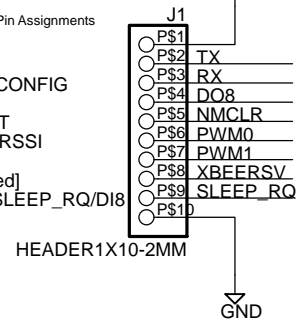 Pin Assignments
J1
P$1
P$2 TX
P$3 RX
CONFIG
P$4 DO8
P$5 NMCLR
RSSI
P$6 PWM0
P$7 PWM1
ed]
P$8 XBEERSV
SLEEP_RQ/DI8
P$9 SLEEP_RQ
P$10
HEADER1X10-2MM
GND